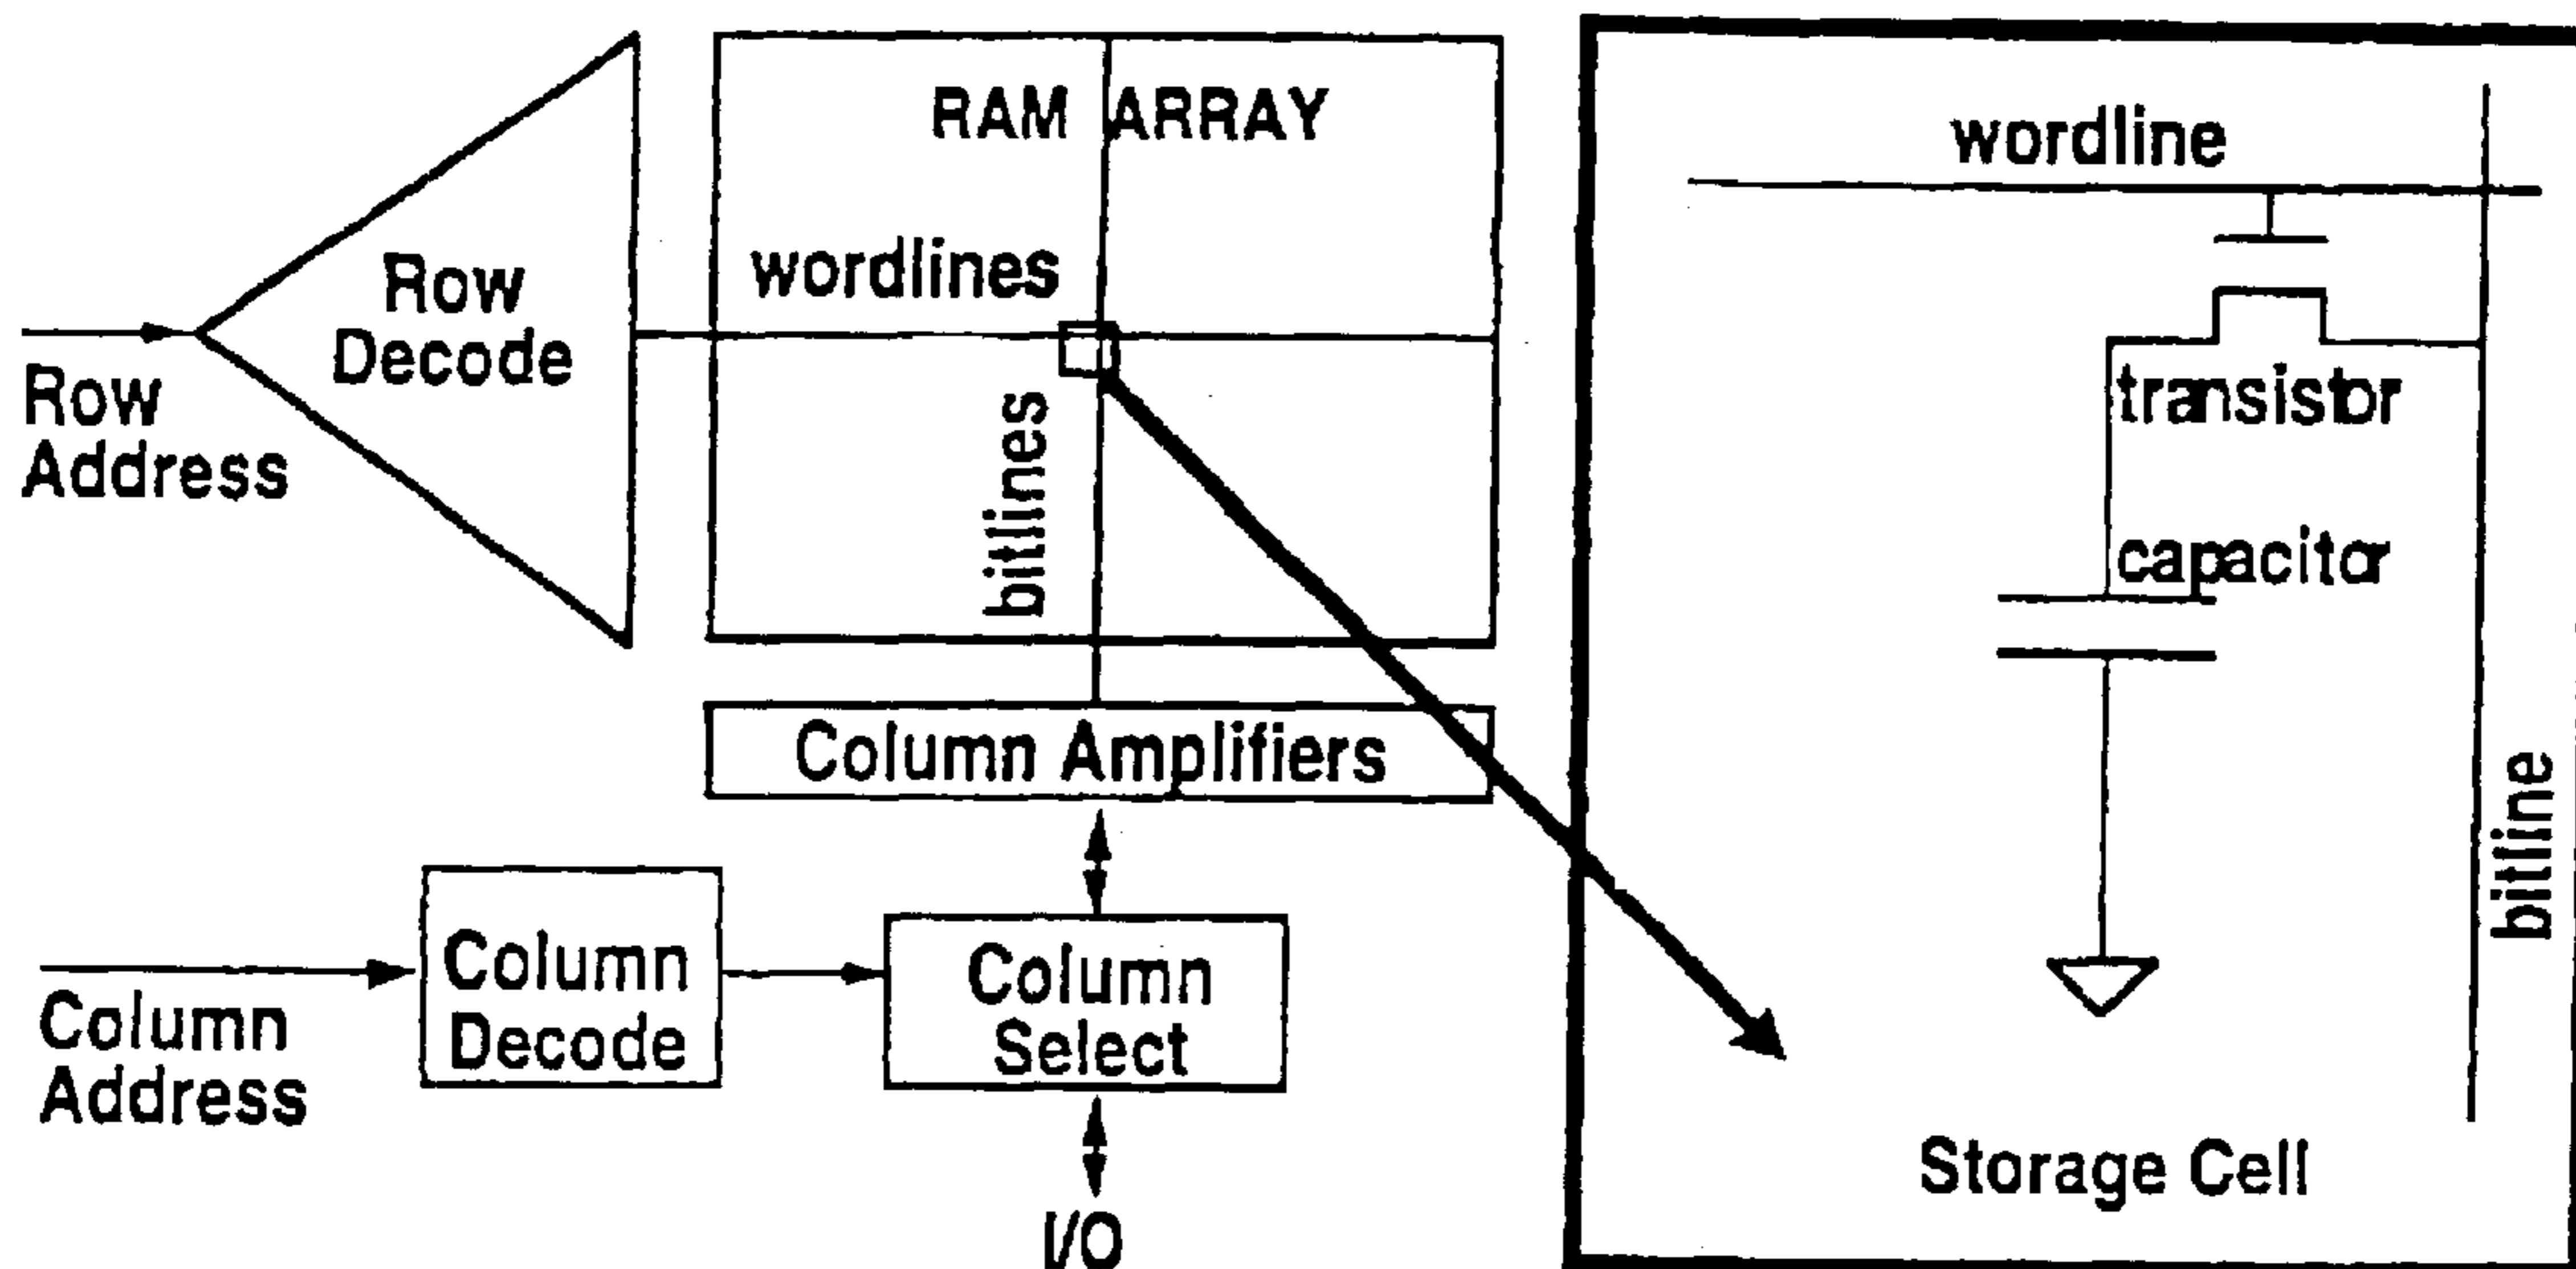 RAM ARRAY
wordlines
Row
Decode
Row
Address
bitlines
Column Amplifiers
Column
Decode
Column
Select
Column
Address
I/O
wordline
transistor
capacitor
bitline
Storage Cell